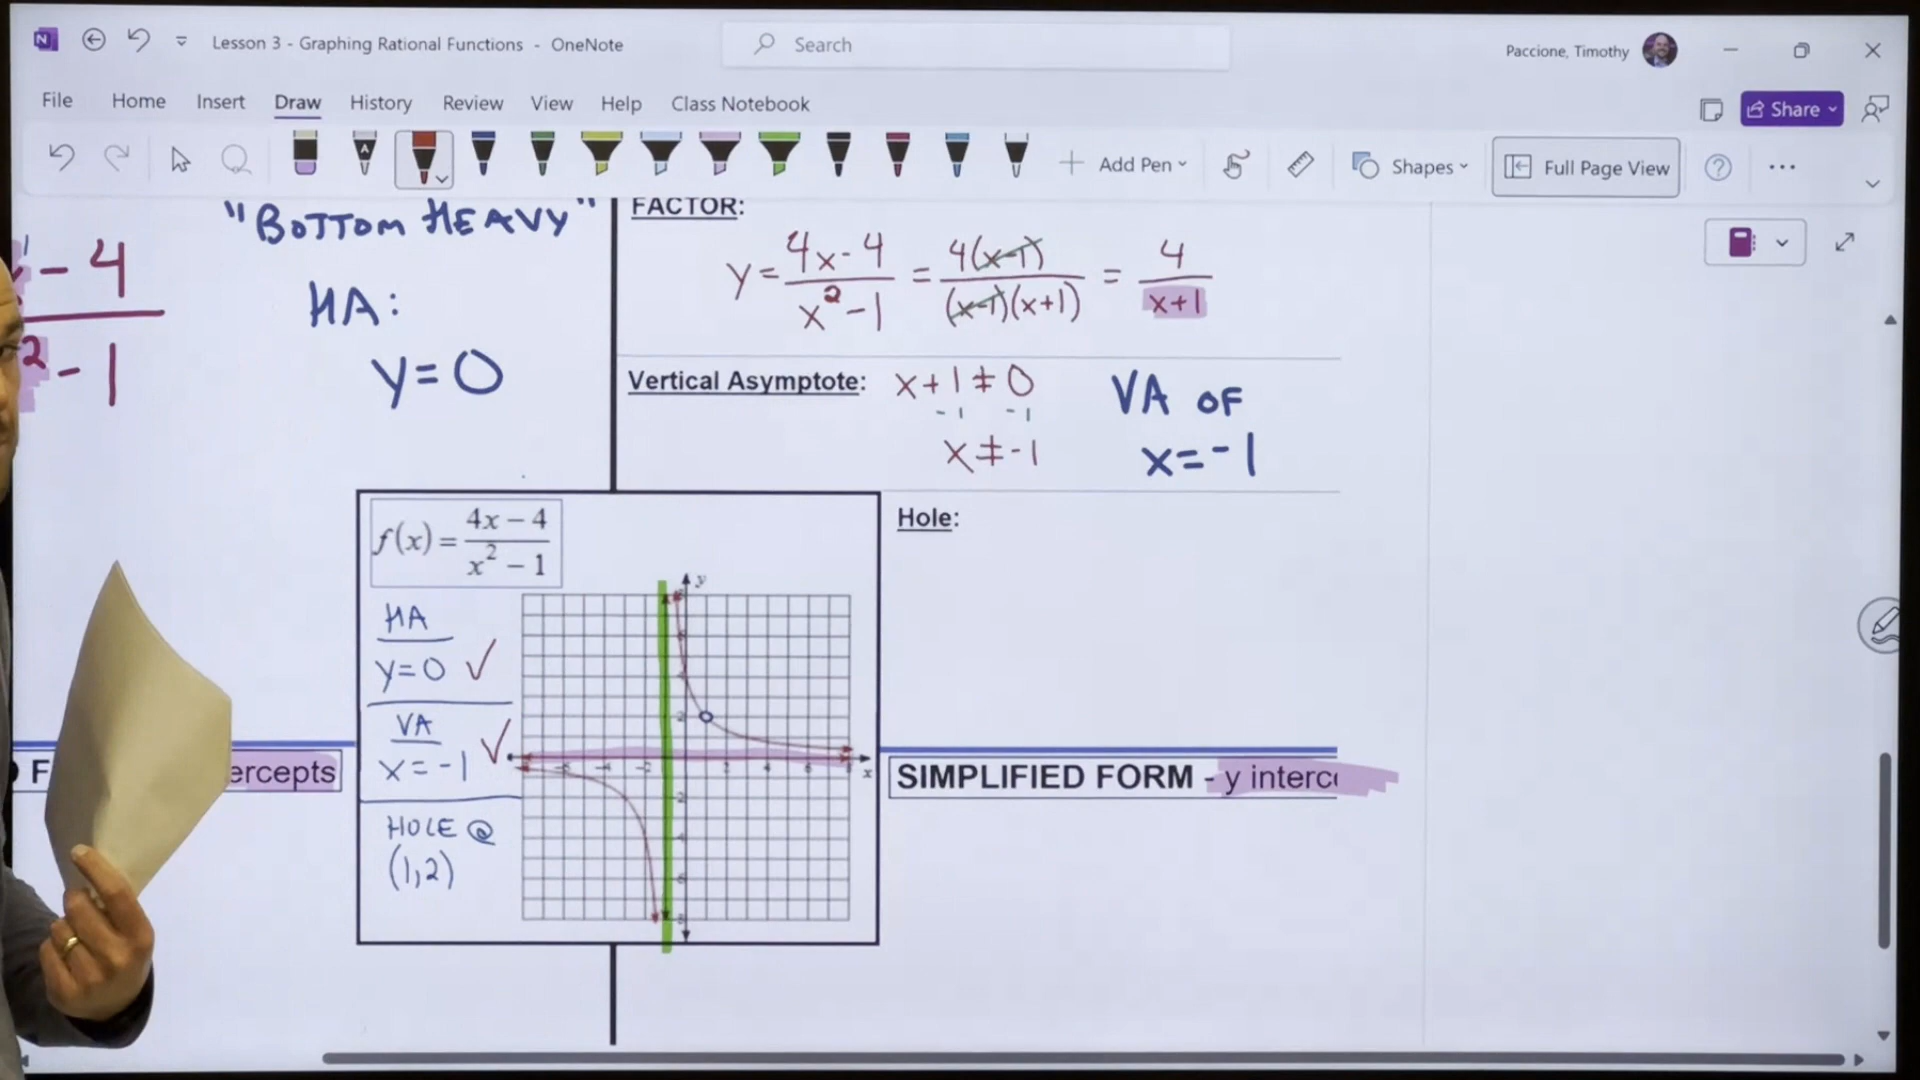 Lesson 3 - Graphing Rational Functions - OneNote
Search
Paccione, Timothy
File Home Insert Draw History Review View Help Class Notebook
Share
Add Pen
Shapes
Full Page View
"BOTTOM HEAVY"
- 4
2 - 1
HA:
y=0
FACTOR:
y = 4x-4 / x²-1 = 4(x-1) / (x-1)(x+1) = 4 / x+1
Vertical Asymptote: x+1≠0
-1 -1
x≠-1
VA OF
x=-1
f(x) = 4x - 4 / x² - 1
HA
y=0 ✓
VA
x=-1 ✓
HOLE @
(1,2)
y
x
Hole:
ercepts
SIMPLIFIED FORM - y interc